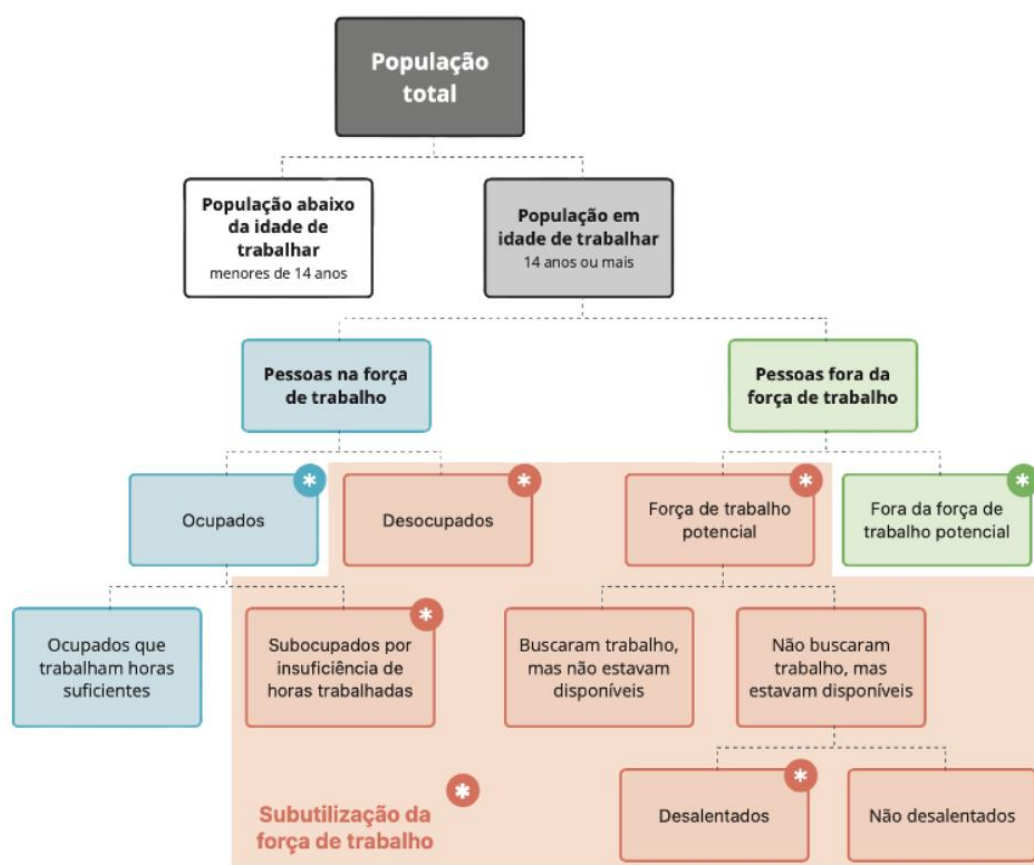 População
total
População abaixo
da idade de
trabalhar
menores de 14 anos
População em
idade de trabalhar
14 anos ou mais
Pessoas na força
de trabalho
Pessoas fora da
força de trabalho
*
Ocupados
*
Desocupados
*
Força de trabalho
potencial
*
Fora da força de
trabalho potencial
Ocupados que
trabalham horas
suficientes
*
Subocupados por
insuficiência de
horas trabalhadas
Buscaram trabalho,
mas não estavam
disponíveis
Não buscaram
trabalho, mas
estavam disponíveis
*
Subutilização da
força de trabalho
*
Desalentados
Não desalentados